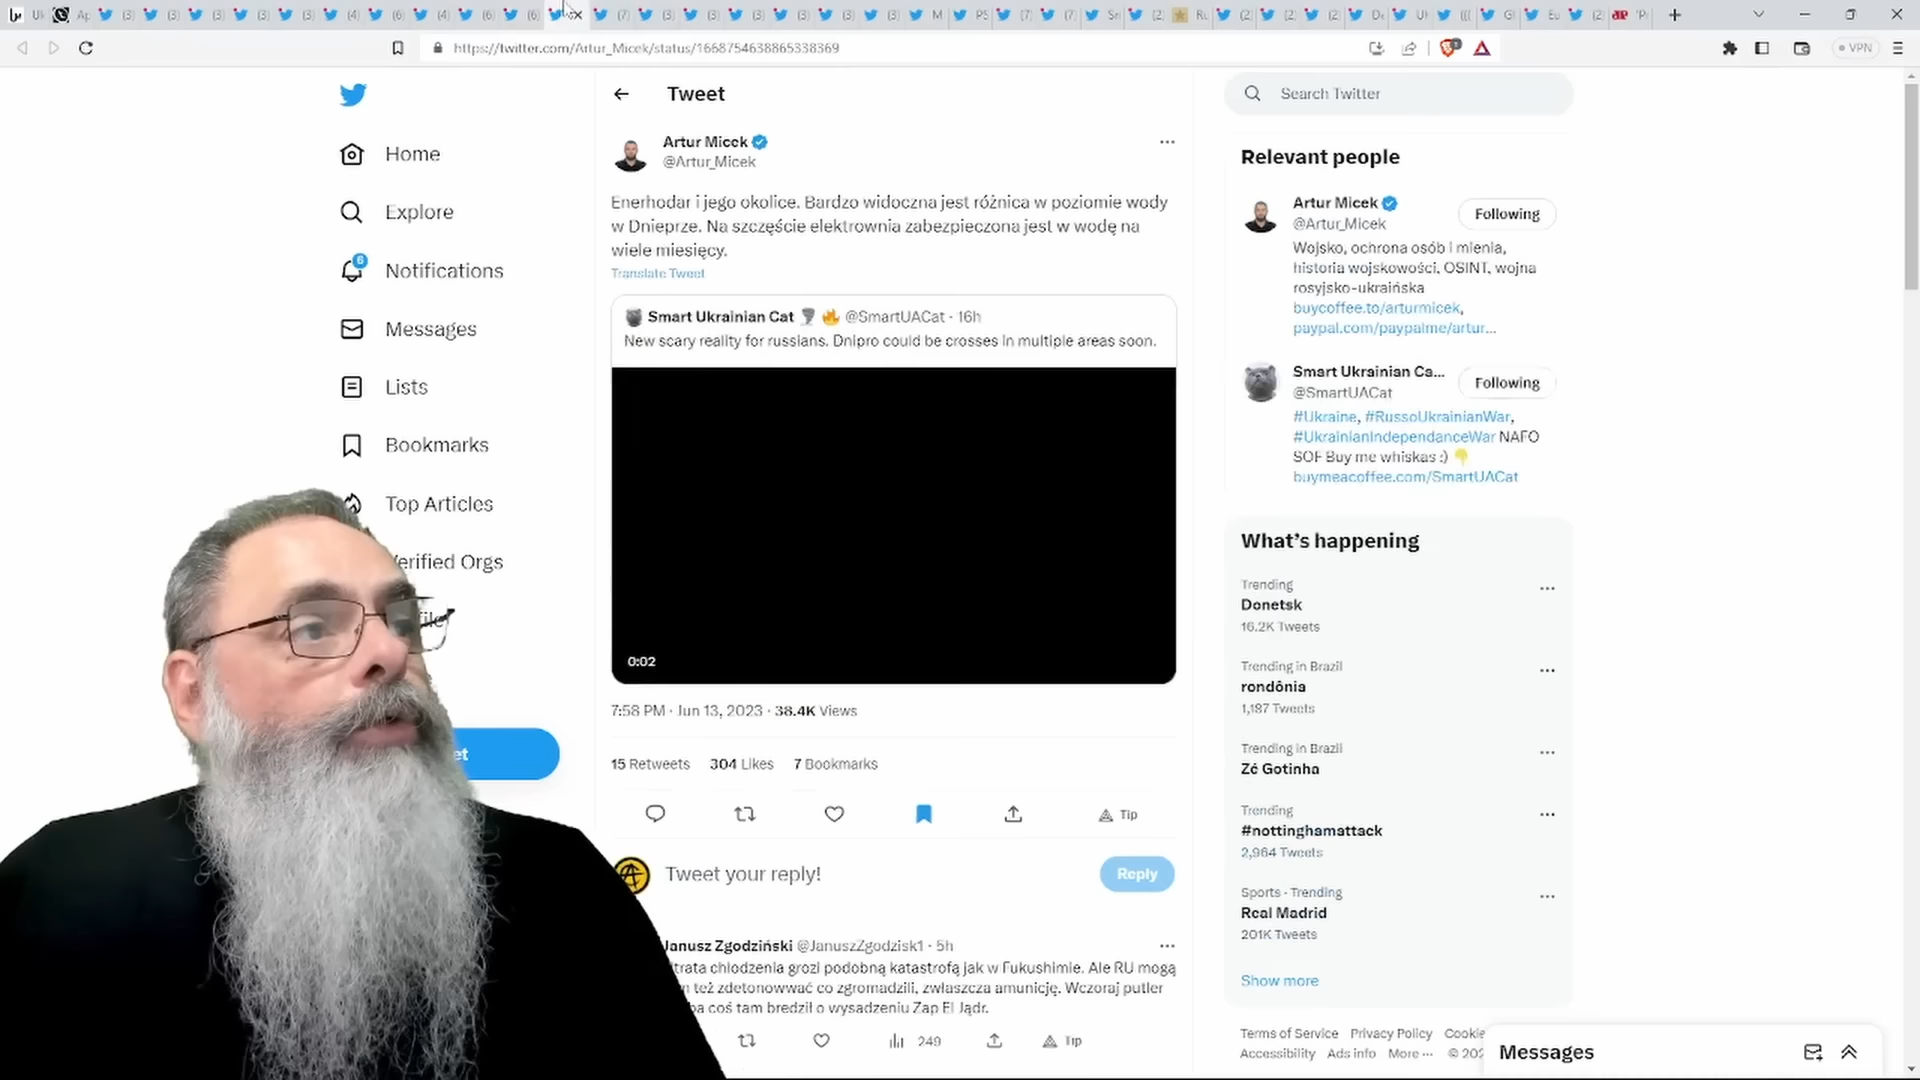 https://twitter.com/Artur_Micek/status/1668754638865338369
VPN
Home
Explore
6
Notifications
Messages
Lists
Bookmarks
Top Articles
erified Orgs
file
et
Tweet
Artur Micek
@Artur_Micek
Enerhodar i jego okolice. Bardzo widoczna jest różnica w poziomie wody
w Dnieprze. Na szczęście elektrownia zabezpieczona jest w wodę na
wiele miesięcy.
Translate Tweet
Smart Ukrainian Cat @SmartUACat · 16h
New scary reality for russians. Dnipro could be crosses in multiple areas soon.
0:02
7:58 PM · Jun 13, 2023 · 38.4K Views
15 Retweets 304 Likes 7 Bookmarks
Tip
Tweet your reply!
Reply
Janusz Zgodziński @JanuszZgodzisk1 · 5h
trata chłodzenia grozi podobną katastrofą jak w Fukushimie. Ale RU mogą
też zdetonowwać co zgromadzili, zwłaszcza amunicję. Wczoraj putler
coś tam bredził o wysadzeniu Zap El Jądr.
249
Tip
Search Twitter
Relevant people
Artur Micek
@Artur_Micek
Following
Wojsko, ochrona osób i mienia,
historia wojskowości, OSINT, wojna
rosyjsko-ukraińska
buycoffee.to/arturmicek,
paypal.com/paypalme/artur...
Smart Ukrainian Ca...
@SmartUACat
Following
#Ukraine, #RussoUkrainianWar,
#UkrainianIndependanceWar NAFO
SOF Buy me whiskas :)
buymeacoffee.com/SmartUACat
What's happening
Trending
Donetsk
16.2K Tweets
Trending in Brazil
rondônia
1,187 Tweets
Trending in Brazil
Zé Gotinha
Trending
#nottinghamattack
2,964 Tweets
Sports · Trending
Real Madrid
201K Tweets
Show more
Terms of Service Privacy Policy Cookie
Accessibility Ads info More ··· © 202
Messages